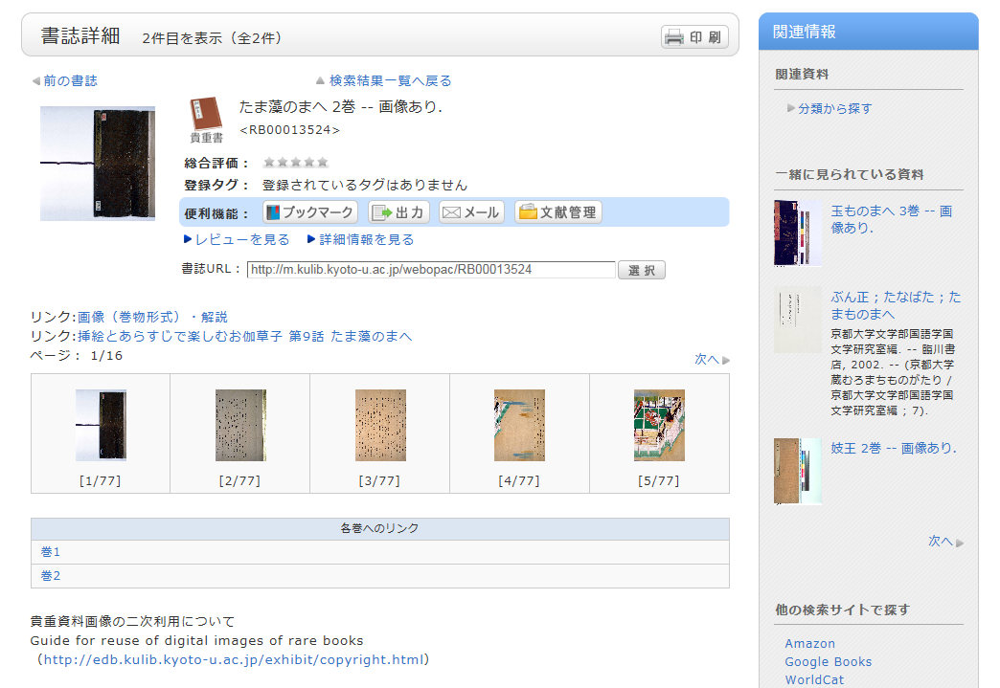 書誌詳細 2件目を表示（全2件）
印 刷
前の書誌
検索結果一覧へ戻る
貴重書
たま藻のまへ 2巻 -- 画像あり.
<RB00013524>
総合評価：
登録タグ： 登録されているタグはありません
便利機能： ブックマーク 出力 メール 文献管理
レビューを見る 詳細情報を見る
書誌URL： http://m.kulib.kyoto-u.ac.jp/webopac/RB00013524 選 択
リンク:画像（巻物形式）・解説
リンク:挿絵とあらすじで楽しむお伽草子 第9話 たま藻のまへ
ページ： 1/16
次へ
[1/77] [2/77] [3/77] [4/77] [5/77]
各巻へのリンク
巻1
巻2
貴重資料画像の二次利用について
Guide for reuse of digital images of rare books
（http://edb.kulib.kyoto-u.ac.jp/exhibit/copyright.html）
関連情報
関連資料
分類から探す
一緒に見られている資料
玉ものまへ 3巻 -- 画
像あり.
ぶん正 ; たなばた ; た
まものまへ
京都大学文学部国語学国
文学研究室編. -- 臨川書
店, 2002. -- (京都大学
蔵むろまちものがたり /
京都大学文学部国語学国
文学研究室編 ; 7).
妓王 2巻 -- 画像あり.
次へ
他の検索サイトで探す
Amazon
Google Books
WorldCat